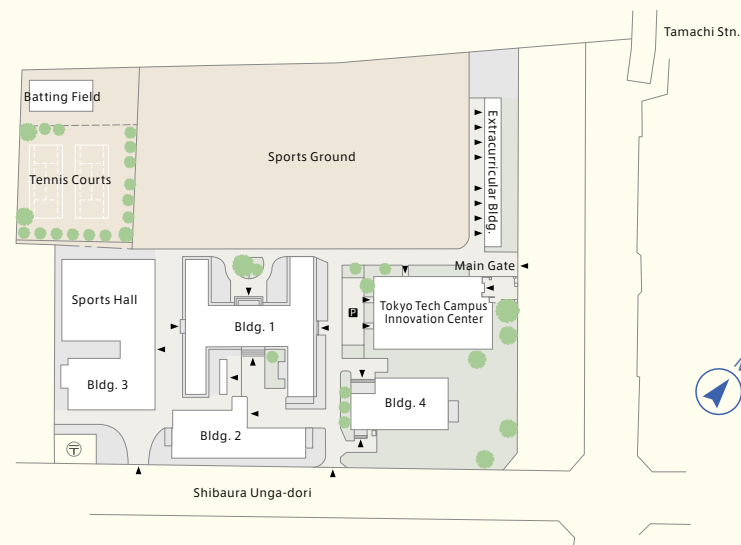 Tamachi Stn.
Batting Field
Extracurricular Bldg.
Sports Ground
Tennis Courts
Main Gate
Sports Hall
Tokyo Tech Campus
Innovation Center
P
Bldg. 1
Bldg. 3
Bldg. 4
Bldg. 2
〒
Shibaura Unga-dori